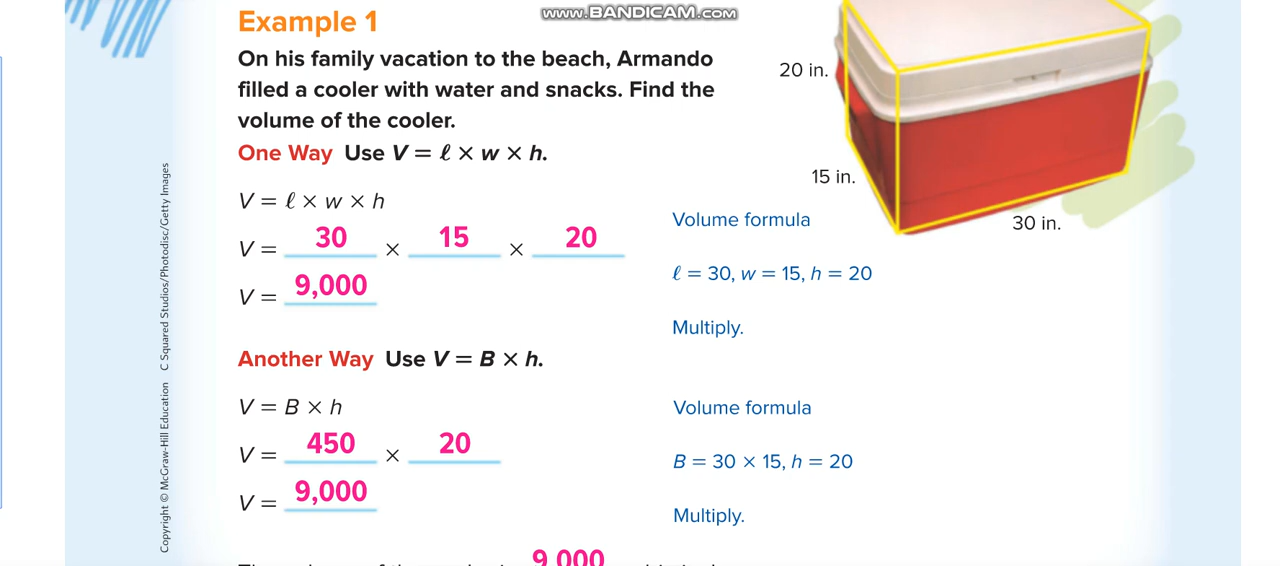 www.BANDICAM.com
Example 1
On his family vacation to the beach, Armando
filled a cooler with water and snacks. Find the
volume of the cooler.
20 in.
15 in.
30 in.
One Way Use V = ℓ × w × h.
V = ℓ × w × h
Volume formula
V = 30 × 15 × 20
ℓ = 30, w = 15, h = 20
V = 9,000
Multiply.
Another Way Use V = B × h.
V = B × h
Volume formula
V = 450 × 20
B = 30 × 15, h = 20
V = 9,000
Multiply.
9,000
Copyright © McGraw-Hill Education C Squared Studios/Photodisc/Getty Images